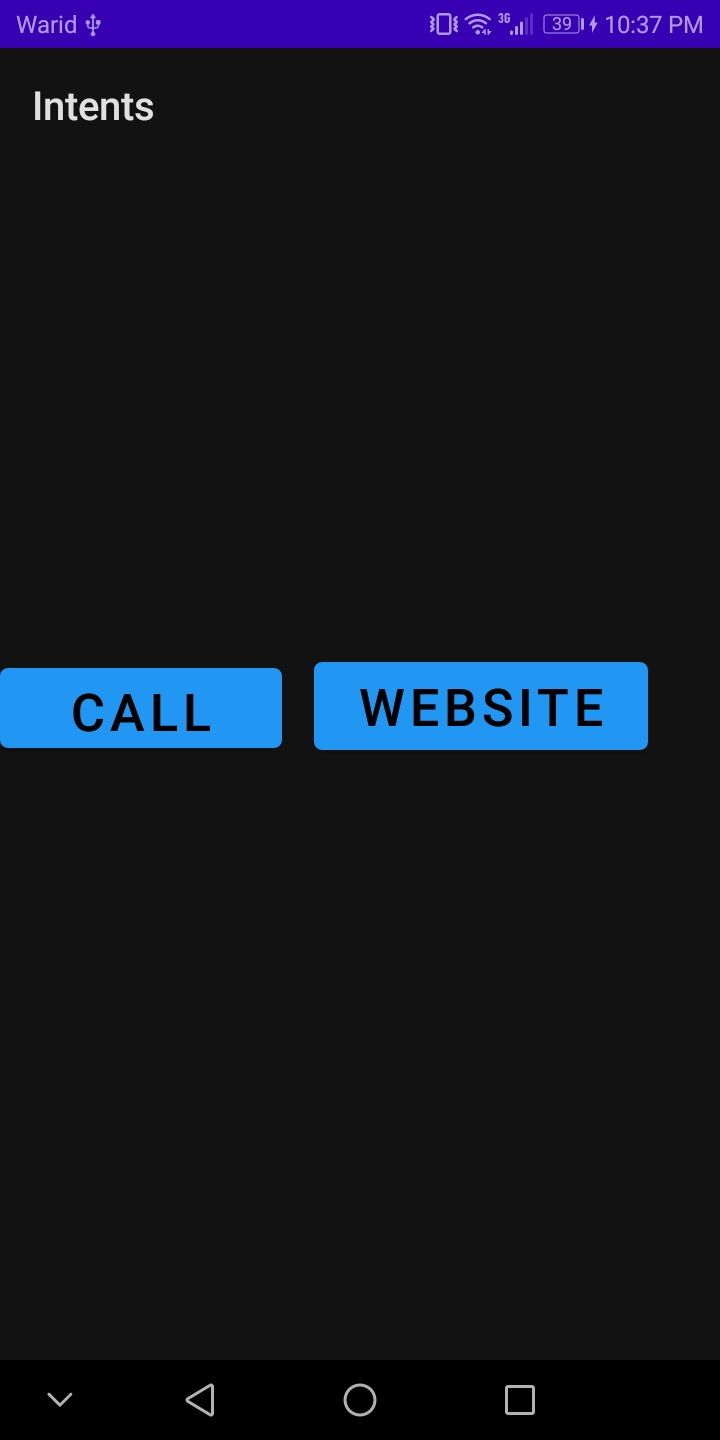 Warid 3G 39 10:37 PM
Intents
CALL WEBSITE